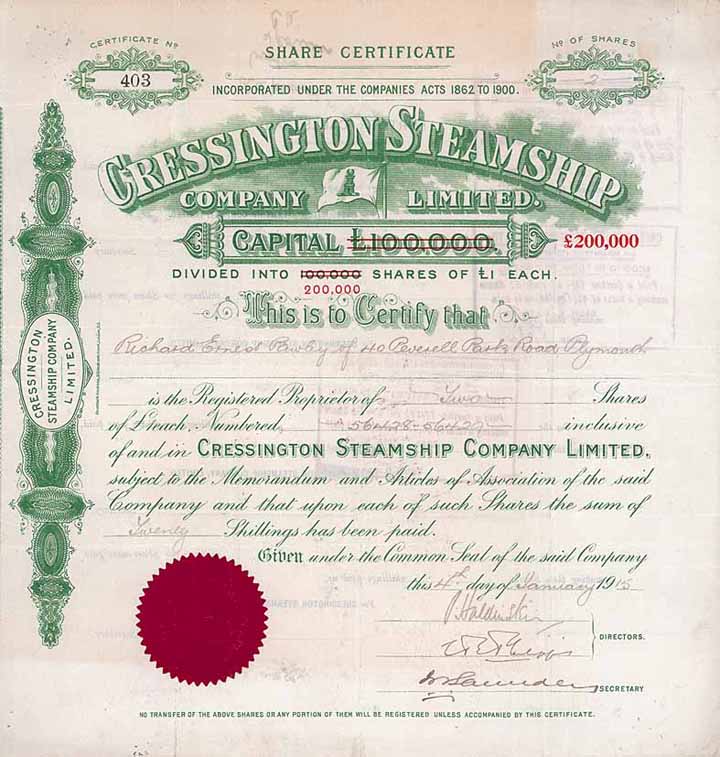 CERTIFICATE No
403
SHARE CERTIFICATE
No OF SHARES
2
INCORPORATED UNDER THE COMPANIES ACTS 1862 TO 1900.
CRESSINGTON STEAMSHIP
COMPANY LIMITED.
CAPITAL £100.000. £200,000
DIVIDED INTO 100.000 SHARES OF £1 EACH.
200.000
This is to Certify that
Richard Ernest of 40 Peverell Park Road Plymouth
is the Registered Proprietor of Two Shares
of £1 each, Numbered, 56428-56429 inclusive
of and in CRESSINGTON STEAMSHIP COMPANY LIMITED,
subject to the Memorandum and Articles of Association of the said
Company and that upon each of such Shares the sum of
Twenty Shillings has been paid.
Given under the Common Seal of the said Company
this 4th day of January 1915
DIRECTORS.
W Saunders SECRETARY
NO TRANSFER OF THE ABOVE SHARES OR ANY PORTION OF THEM WILL BE REGISTERED UNLESS ACCOMPANIED BY THIS CERTIFICATE.
CRESSINGTON
STEAMSHIP COMPANY
LIMITED.